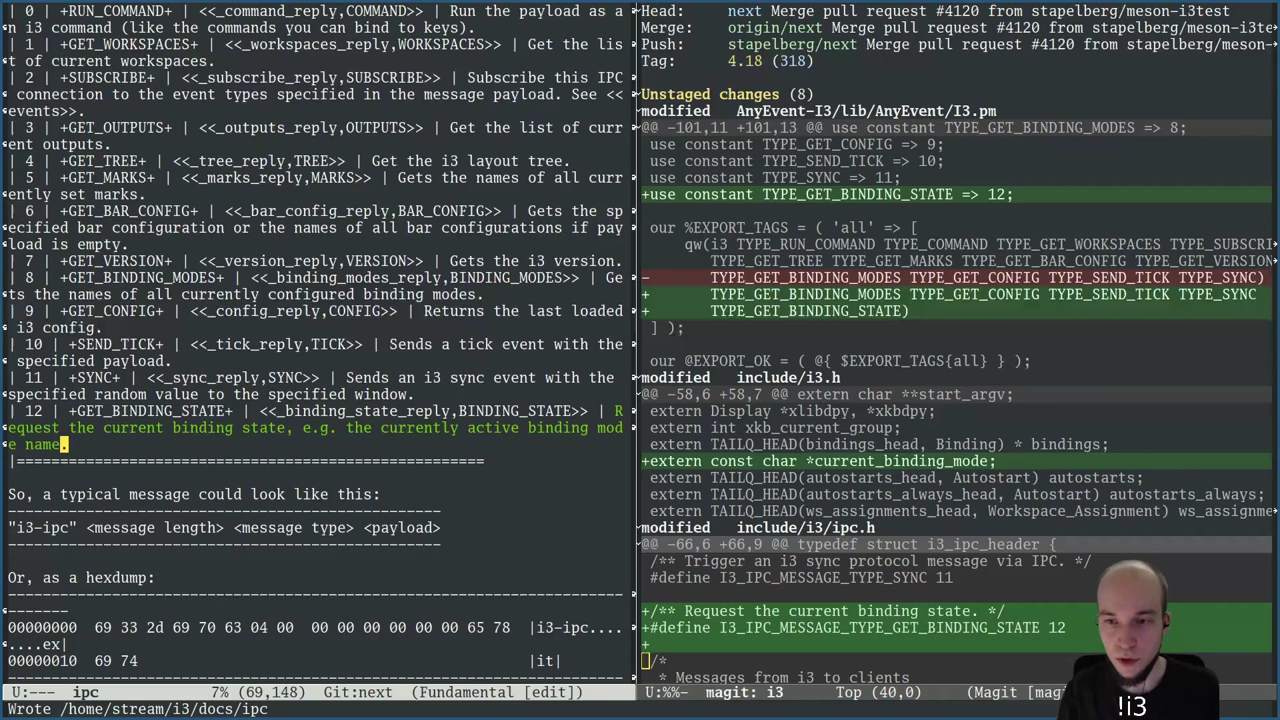 | 0 | +RUN_COMMAND+ | <<_command_reply,COMMAND>> | Run the payload as a
n i3 command (like the commands you can bind to keys).
| 1 | +GET_WORKSPACES+ | <<_workspaces_reply,WORKSPACES>> | Get the lis
t of current workspaces.
| 2 | +SUBSCRIBE+ | <<_subscribe_reply,SUBSCRIBE>> | Subscribe this IPC
 connection to the event types specified in the message payload. See <<
events>>.
| 3 | +GET_OUTPUTS+ | <<_outputs_reply,OUTPUTS>> | Get the list of curr
ent outputs.
| 4 | +GET_TREE+ | <<_tree_reply,TREE>> | Get the i3 layout tree.
| 5 | +GET_MARKS+ | <<_marks_reply,MARKS>> | Gets the names of all curr
ently set marks.
| 6 | +GET_BAR_CONFIG+ | <<_bar_config_reply,BAR_CONFIG>> | Gets the sp
ecified bar configuration or the names of all bar configurations if pay
load is empty.
| 7 | +GET_VERSION+ | <<_version_reply,VERSION>> | Gets the i3 version.
| 8 | +GET_BINDING_MODES+ | <<_binding_modes_reply,BINDING_MODES>> | Ge
ts the names of all currently configured binding modes.
| 9 | +GET_CONFIG+ | <<_config_reply,CONFIG>> | Returns the last loaded
 i3 config.
| 10 | +SEND_TICK+ | <<_tick_reply,TICK>> | Sends a tick event with the
 specified payload.
| 11 | +SYNC+ | <<_sync_reply,SYNC>> | Sends an i3 sync event with the
specified random value to the specified window.
| 12 | +GET_BINDING_STATE+ | <<_binding_state_reply,BINDING_STATE>> | R
equest the current binding state, e.g. the currently active binding mod
e name.
|======================================================
So, a typical message could look like this:
--------------------------------------------------
"i3-ipc" <message length> <message type> <payload>
--------------------------------------------------
Or, as a hexdump:
-----------------------------------------------------------------------
-------
00000000  69 33 2d 69 70 63 04 00  00 00 00 00 00 00 65 78  |i3-ipc....
....ex|
00000010  69 74                                             |it|
-----------------------------------------------------------------------
U:---  ipc            7% (69,148)  Git:next  (Fundamental [edit])
Wrote /home/stream/i3/docs/ipc
Head:     next Merge pull request #4120 from stapelberg/meson-i3test
Merge:    origin/next Merge pull request #4120 from stapelberg/meson-i3te
Push:     stapelberg/next Merge pull request #4120 from stapelberg/meson-
Tag:      4.18 (318)
Unstaged changes (8)
modified   AnyEvent-I3/lib/AnyEvent/I3.pm
@@ -101,11 +101,13 @@ use constant TYPE_GET_BINDING_MODES => 8;
 use constant TYPE_GET_CONFIG => 9;
 use constant TYPE_SEND_TICK => 10;
 use constant TYPE_SYNC => 11;
+use constant TYPE_GET_BINDING_STATE => 12;
 our %EXPORT_TAGS = ( 'all' => [
     qw(i3 TYPE_RUN_COMMAND TYPE_COMMAND TYPE_GET_WORKSPACES TYPE_SUBSCRI
        TYPE_GET_TREE TYPE_GET_MARKS TYPE_GET_BAR_CONFIG TYPE_GET_VERSION
-       TYPE_GET_BINDING_MODES TYPE_GET_CONFIG TYPE_SEND_TICK TYPE_SYNC)
+       TYPE_GET_BINDING_MODES TYPE_GET_CONFIG TYPE_SEND_TICK TYPE_SYNC
+       TYPE_GET_BINDING_STATE)
 ] );
 our @EXPORT_OK = ( @{ $EXPORT_TAGS{all} } );
modified   include/i3.h
@@ -58,6 +58,7 @@ extern char **start_argv;
 extern Display *xlibdpy, *xkbdpy;
 extern int xkb_current_group;
 extern TAILQ_HEAD(bindings_head, Binding) * bindings;
+extern const char *current_binding_mode;
 extern TAILQ_HEAD(autostarts_head, Autostart) autostarts;
 extern TAILQ_HEAD(autostarts_always_head, Autostart) autostarts_always;
 extern TAILQ_HEAD(ws_assignments_head, Workspace_Assignment) ws_assignme
modified   include/i3/ipc.h
@@ -66,6 +66,9 @@ typedef struct i3_ipc_header {
 /** Trigger an i3 sync protocol message via IPC. */
 #define I3_IPC_MESSAGE_TYPE_SYNC 11
+/** Request the current binding state. */
+#define I3_IPC_MESSAGE_TYPE_GET_BINDING_STATE 12
+
 /*
  * Messages from i3 to clients
U:%%-  magit: i3      Top (40,0)     (Magit [mag
!i3